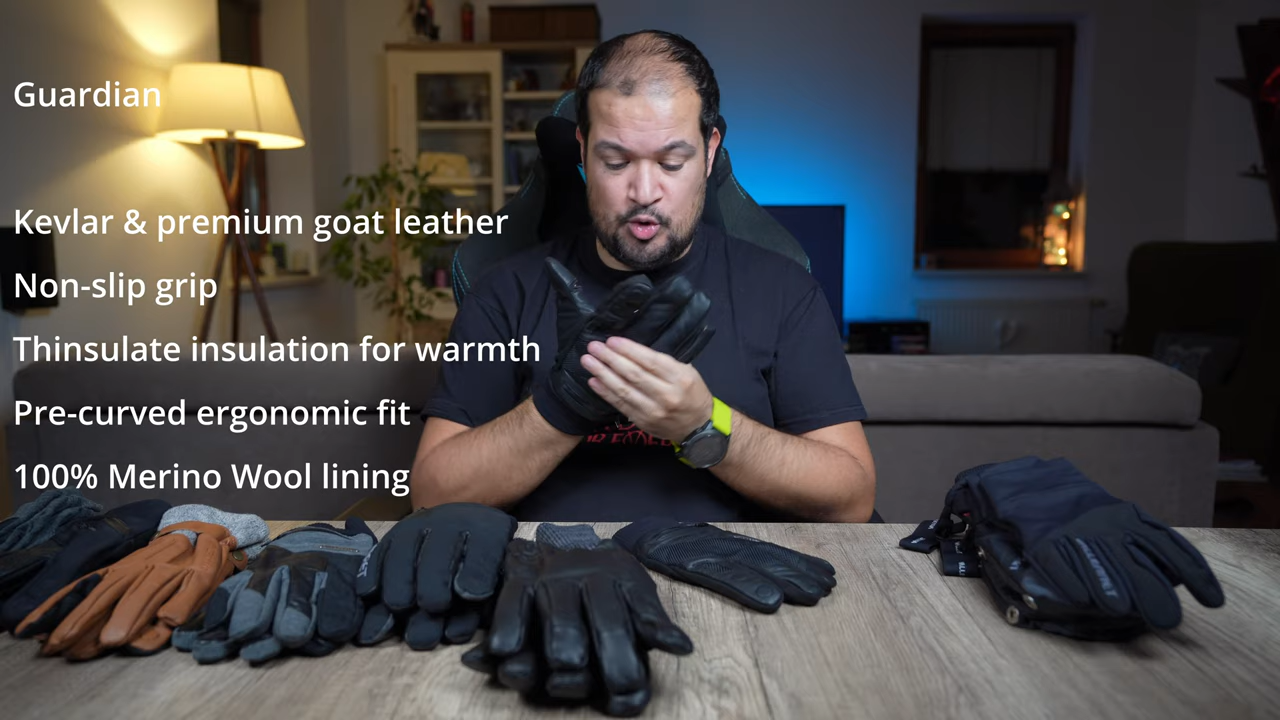 Guardian
Kevlar & premium goat leather
Non-slip grip
Thinsulate insulation for warmth
Pre-curved ergonomic fit
100% Merino Wool lining